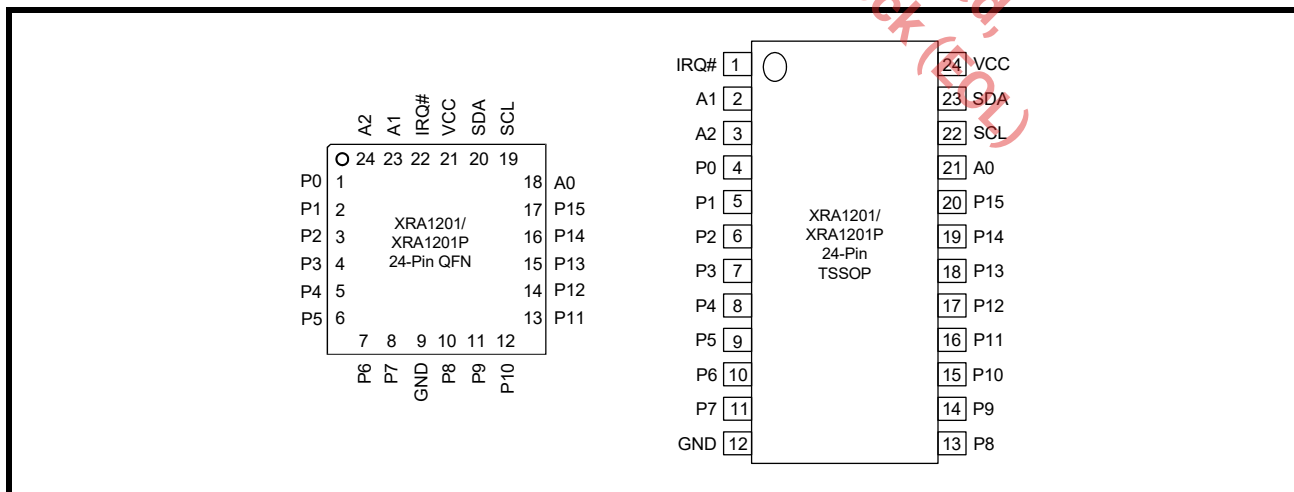 A2 A1 IRQ# VCC SDA SCL
24 23 22 21 20 19
P0 1
P1 2
P2 3
P3 4
P4 5
P5 6
XRA1201/
XRA1201P
24-Pin QFN
18 A0
17 P15
16 P14
15 P13
14 P12
13 P11
7 8 9 10 11 12
P6 P7 GND P8 P9 P10
IRQ# 1
A1 2
A2 3
P0 4
P1 5
P2 6
P3 7
P4 8
P5 9
P6 10
P7 11
GND 12
XRA1201/
XRA1201P
24-Pin
TSSOP
24 VCC
23 SDA
22 SCL
21 A0
20 P15
19 P14
18 P13
17 P12
16 P11
15 P10
14 P9
13 P8
(EOL)